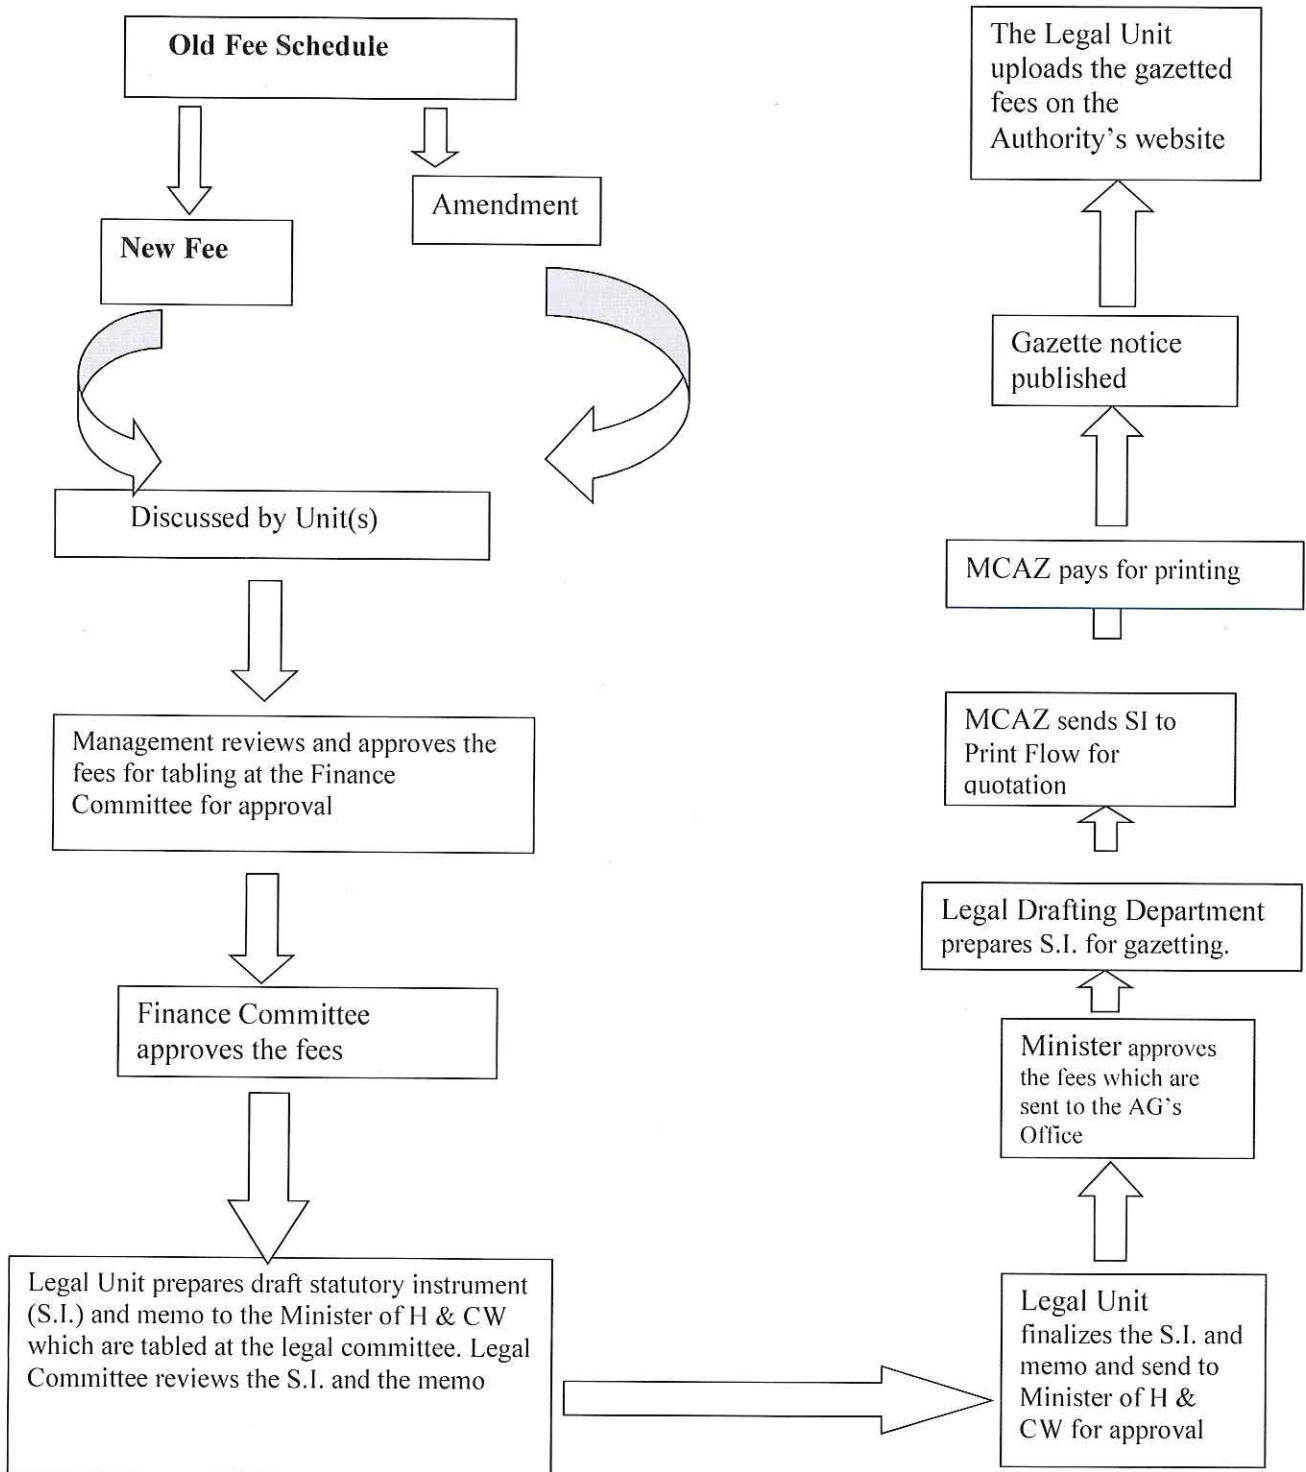 Old Fee Schedule
New Fee
Amendment
Discussed by Unit(s)
Management reviews and approves the
fees for tabling at the Finance
Committee for approval
Finance Committee
approves the fees
Legal Unit prepares draft statutory instrument
(S.I.) and memo to the Minister of H & CW
which are tabled at the legal committee. Legal
Committee reviews the S.I. and the memo
Legal Unit
finalizes the S.I. and
memo and send to
Minister of H &
CW for approval
Minister approves
the fees which are
sent to the AG's
Office
Legal Drafting Department
prepares S.I. for gazetting.
MCAZ sends SI to
Print Flow for
quotation
MCAZ pays for printing
Gazette notice
published
The Legal Unit
uploads the gazetted
fees on the
Authority's website